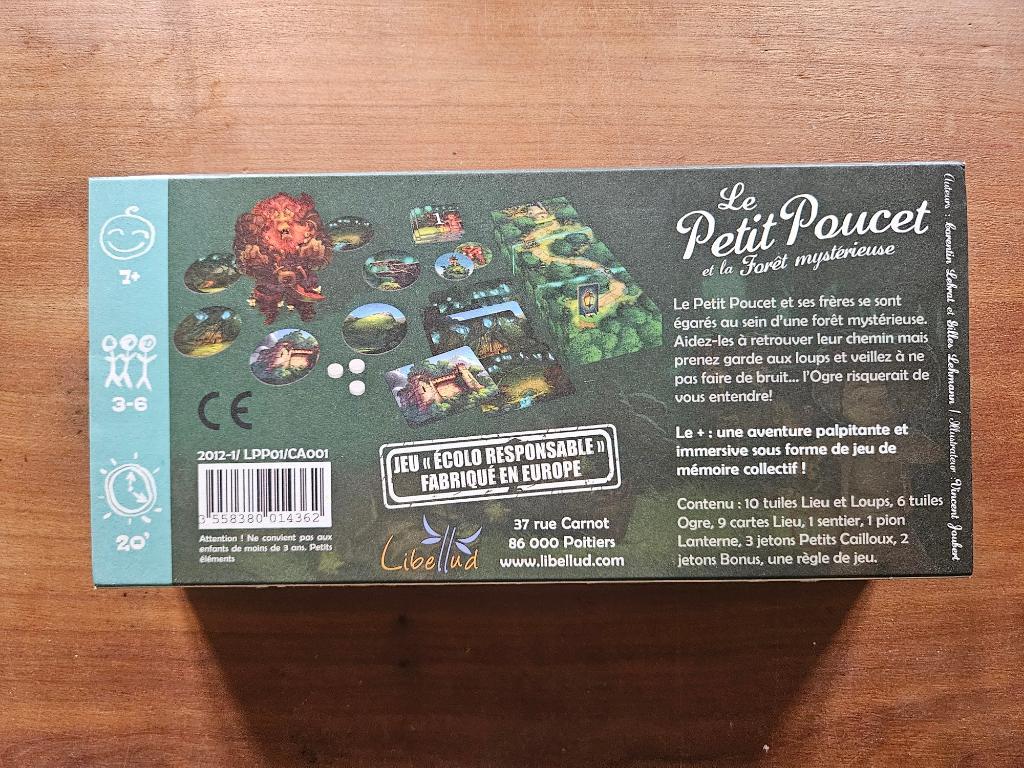 7+
3-6
20'
1
CE
2012-1/ LPP01/CA001
3 558380 014362
Attention ! Ne convient pas aux
enfants de moins de 3 ans. Petits
éléments
JEU « ÉCOLO RESPONSABLE »
FABRIQUÉ EN EUROPE
Libellud
37 rue Carnot
86 000 Poitiers
www.libellud.com
Le
Petit Poucet
et la Forêt mystérieuse
Le Petit Poucet et ses frères se sont
égarés au sein d'une forêt mystérieuse.
Aidez-les à retrouver leur chemin mais
prenez garde aux loups et veillez à ne
pas faire de bruit... l'Ogre risquerait de
vous entendre!
Le + : une aventure palpitante et
immersive sous forme de jeu de
mémoire collectif !
Contenu : 10 tuiles Lieu et Loups, 6 tuiles
Ogre, 9 cartes Lieu, 1 sentier, 1 pion
Lanterne, 3 jetons Petits Cailloux, 2
jetons Bonus, une règle de jeu.
Auteurs : Laurentin Lebrat et Gilles Lehmann | Illustrateur Vincent Joubert